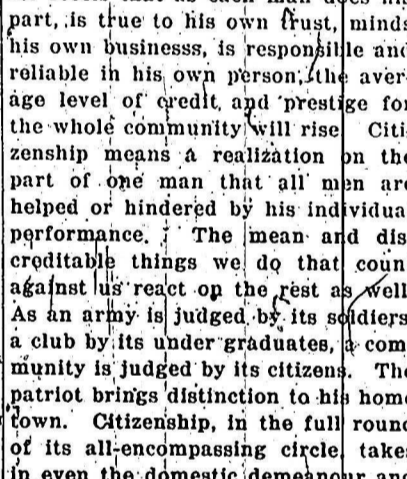 part, is true to his own trust, minds
his own businesss, is responsible and
reliable in his own person, the aver-
age level of credit, and prestige for
the whole community will rise. Citi-
zenship means a realization on the
part of one man that all men are
helped or hindered by his individua
performance. The mean and dis
creditable things we do that coun
against us react on the rest as well
As an army is judged by its soldiers
a club by its under graduates, a com
munity is judged by its citizens. The
patriot brings distinction to his home
town. Citizenship, in the full round
of its all-encompassing circle, takes
in even the domestic demeanour and